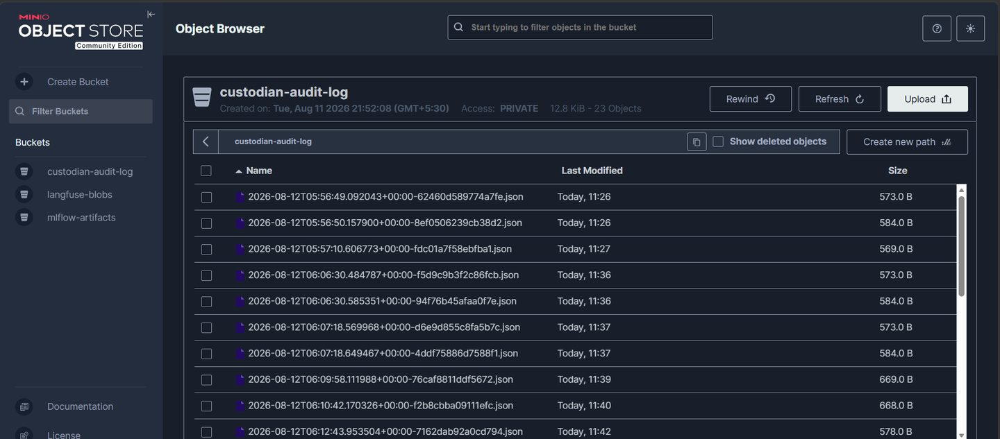 MINIO
OBJECT STORE
Community Edition
Create Bucket
Filter Buckets
Buckets
custodian-audit-log
langfuse-blobs
mlflow-artifacts
Documentation
License
Object Browser
Start typing to filter objects in the bucket
custodian-audit-log
Created on: Tue, Aug 11 2026 21:52:08 (GMT+5:30) Access: PRIVATE 12.8 KiB - 23 Objects
Rewind Refresh Upload
custodian-audit-log Show deleted objects Create new path
Name Last Modified Size
2026-08-12T05:56:49.092043+00:00-62460d589774a7fe.json Today, 11:26 573.0 B
2026-08-12T05:56:50.157900+00:00-8ef0506239cb38d2.json Today, 11:26 584.0 B
2026-08-12T05:57:10.606773+00:00-fdc01a7f58ebfba1.json Today, 11:27 569.0 B
2026-08-12T06:06:30.484787+00:00-f5d9c9b3f2c86fcb.json Today, 11:36 573.0 B
2026-08-12T06:06:30.585351+00:00-94f76b45afaa0f7e.json Today, 11:36 584.0 B
2026-08-12T06:07:18.569968+00:00-d6e9d855c8fa5b7c.json Today, 11:37 573.0 B
2026-08-12T06:07:18.649467+00:00-4ddf75886d7588f1.json Today, 11:37 584.0 B
2026-08-12T06:09:58.111988+00:00-76caf8811ddf5672.json Today, 11:39 669.0 B
2026-08-12T06:10:42.170326+00:00-f2b8cbba09111efc.json Today, 11:40 668.0 B
2026-08-12T06:12:43.953504+00:00-7162dab92a0cd794.json Today, 11:42 578.0 B